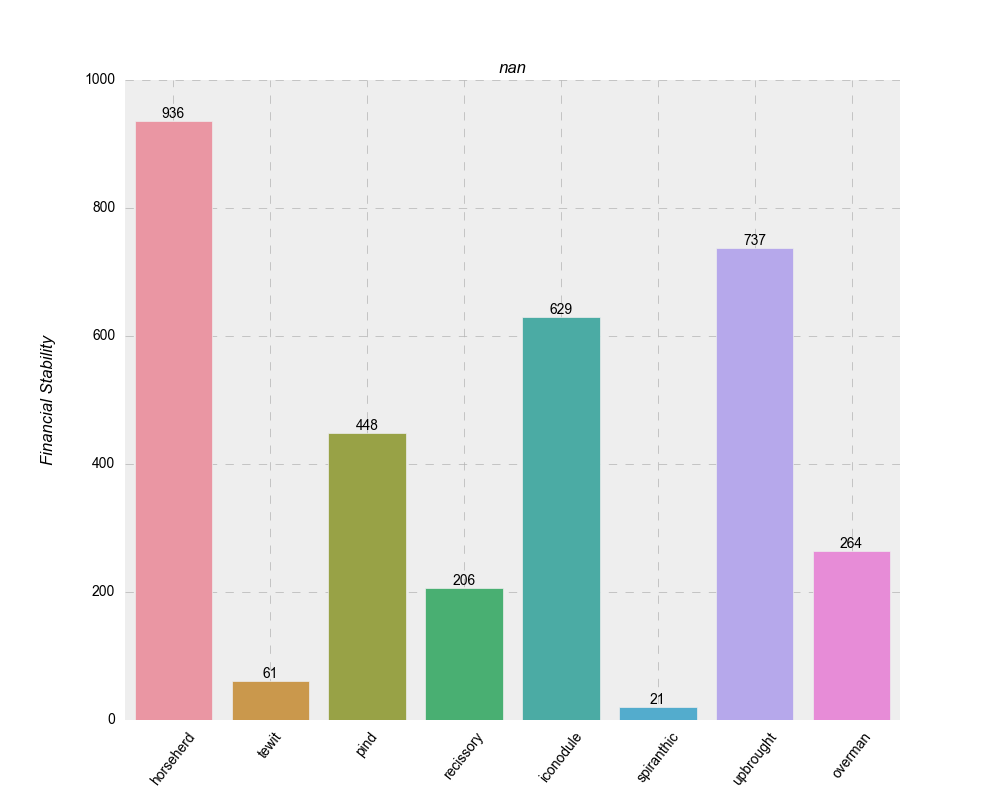 nan
1000
800
600
400
200
0
Financial Stability
936
61
448
206
629
21
737
264
horseherd
tewit
pind
recissory
iconodule
spiranthic
upbrought
overman